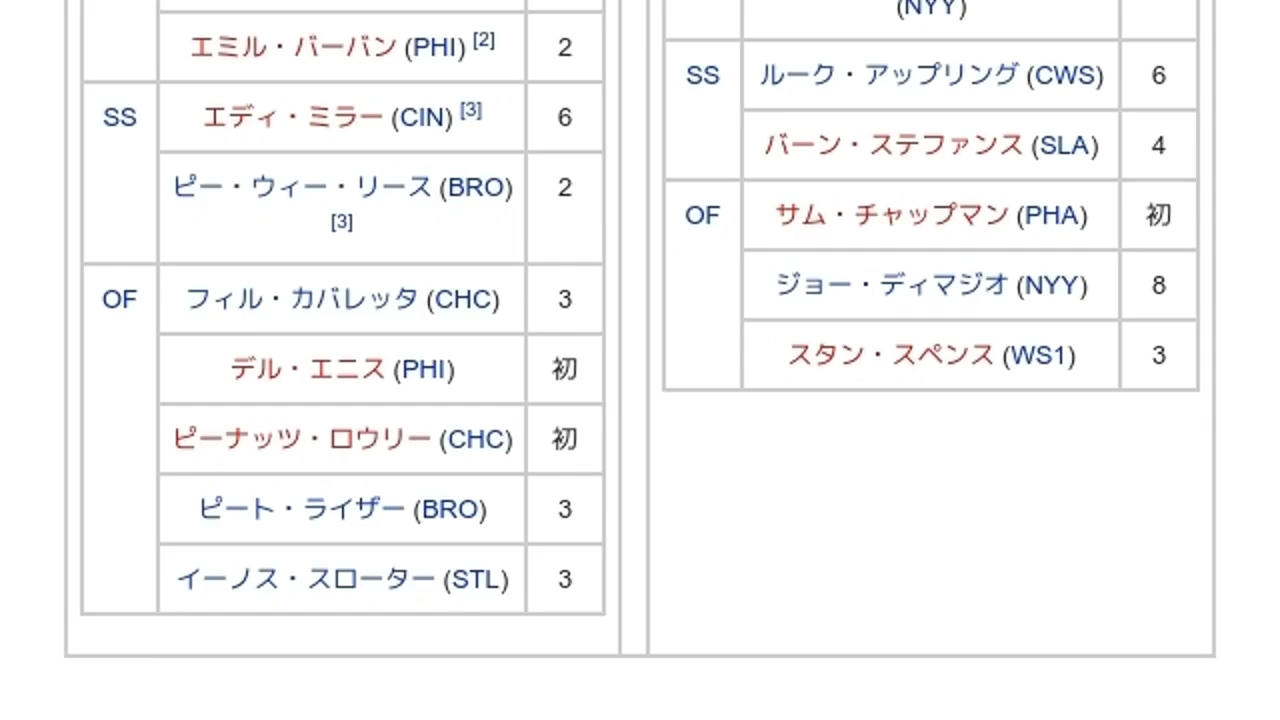 エミル・バーバン (PHI) [2] 2
SS エディ・ミラー (CIN) [3] 6
ピー・ウィー・リース (BRO) 2
[3]
OF フィル・カバレッタ (CHC) 3
デル・エニス (PHI) 初
ピーナッツ・ロウリー (CHC) 初
ピート・ライザー (BRO) 3
イーノス・スローター (STL) 3
(NYY)
SS ルーク・アップリング (CWS) 6
バーン・ステファンス (SLA) 4
OF サム・チャップマン (PHA) 初
ジョー・ディマジオ (NYY) 8
スタン・スペンス (WS1) 3